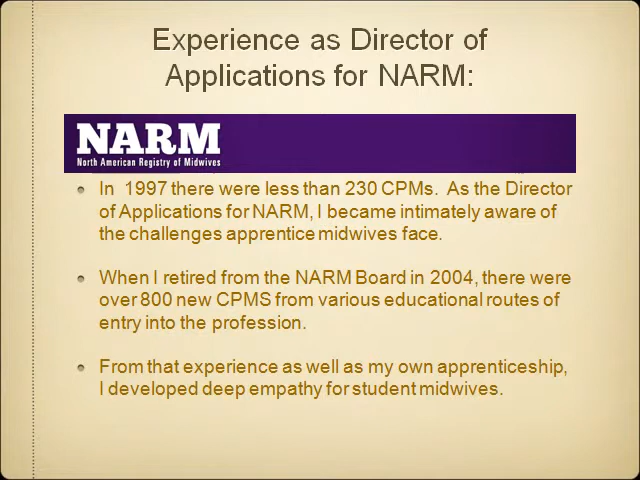 Experience as Director of
Applications for NARM:
NARM
North American Registry of Midwives
In 1997 there were less than 230 CPMs. As the Director
of Applications for NARM, I became intimately aware of
the challenges apprentice midwives face.
When I retired from the NARM Board in 2004, there were
over 800 new CPMS from various educational routes of
entry into the profession.
From that experience as well as my own apprenticeship,
I developed deep empathy for student midwives.